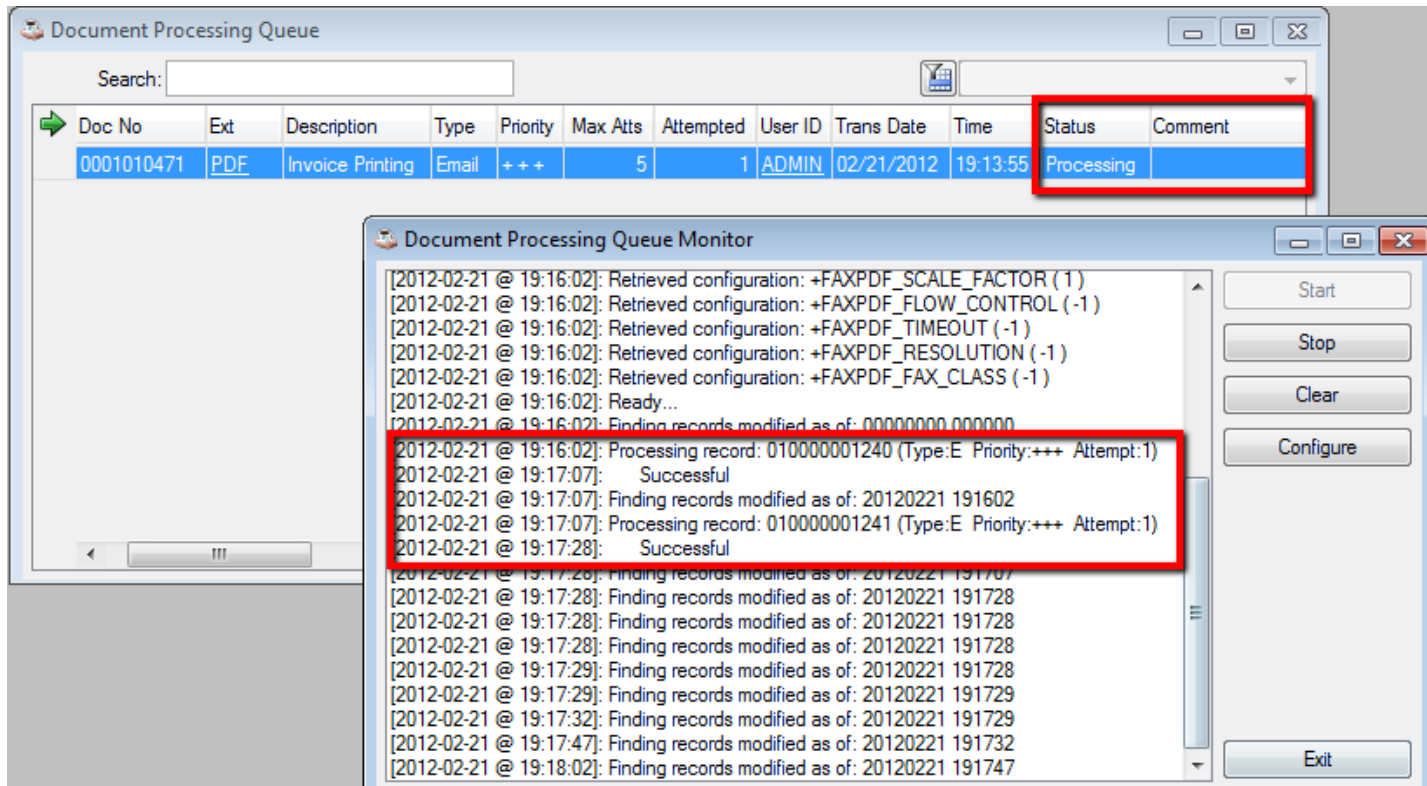 Document Processing Queue
Search:
Doc No Ext Description Type Priority Max Atts Attempted User ID Trans Date Time Status Comment
0001010471 PDF Invoice Printing Email +++ 5 1 ADMIN 02/21/2012 19:13:55 Processing
Document Processing Queue Monitor
[2012-02-21 @ 19:16:02]: Retrieved configuration: +FAXPDF_SCALE_FACTOR ( 1 )
[2012-02-21 @ 19:16:02]: Retrieved configuration: +FAXPDF_FLOW_CONTROL ( -1 )
[2012-02-21 @ 19:16:02]: Retrieved configuration: +FAXPDF_TIMEOUT ( -1 )
[2012-02-21 @ 19:16:02]: Retrieved configuration: +FAXPDF_RESOLUTION ( -1 )
[2012-02-21 @ 19:16:02]: Retrieved configuration: +FAXPDF_FAX_CLASS ( -1 )
[2012-02-21 @ 19:16:02]: Ready...
[2012-02-21 @ 19:16:02]: Finding records modified as of: 00000000 000000
[2012-02-21 @ 19:16:02]: Processing record: 010000001240 (Type:E Priority:+++ Attempt:1)
[2012-02-21 @ 19:17:07]: Successful
[2012-02-21 @ 19:17:07]: Finding records modified as of: 20120221 191602
[2012-02-21 @ 19:17:07]: Processing record: 010000001241 (Type:E Priority:+++ Attempt:1)
[2012-02-21 @ 19:17:28]: Successful
[2012-02-21 @ 19:17:28]: Finding records modified as of: 20120221 191707
[2012-02-21 @ 19:17:28]: Finding records modified as of: 20120221 191728
[2012-02-21 @ 19:17:28]: Finding records modified as of: 20120221 191728
[2012-02-21 @ 19:17:28]: Finding records modified as of: 20120221 191728
[2012-02-21 @ 19:17:29]: Finding records modified as of: 20120221 191728
[2012-02-21 @ 19:17:29]: Finding records modified as of: 20120221 191729
[2012-02-21 @ 19:17:32]: Finding records modified as of: 20120221 191729
[2012-02-21 @ 19:17:47]: Finding records modified as of: 20120221 191732
[2012-02-21 @ 19:18:02]: Finding records modified as of: 20120221 191747
Start
Stop
Clear
Configure
Exit